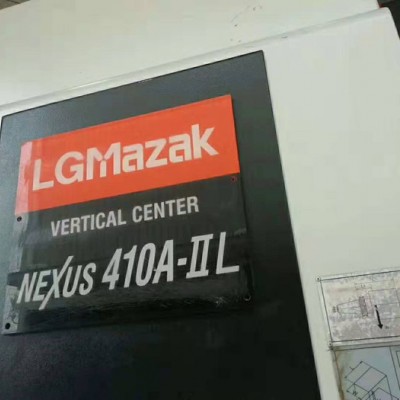 LGMazak
VERTICAL CENTER
NEXUS 410A-II L